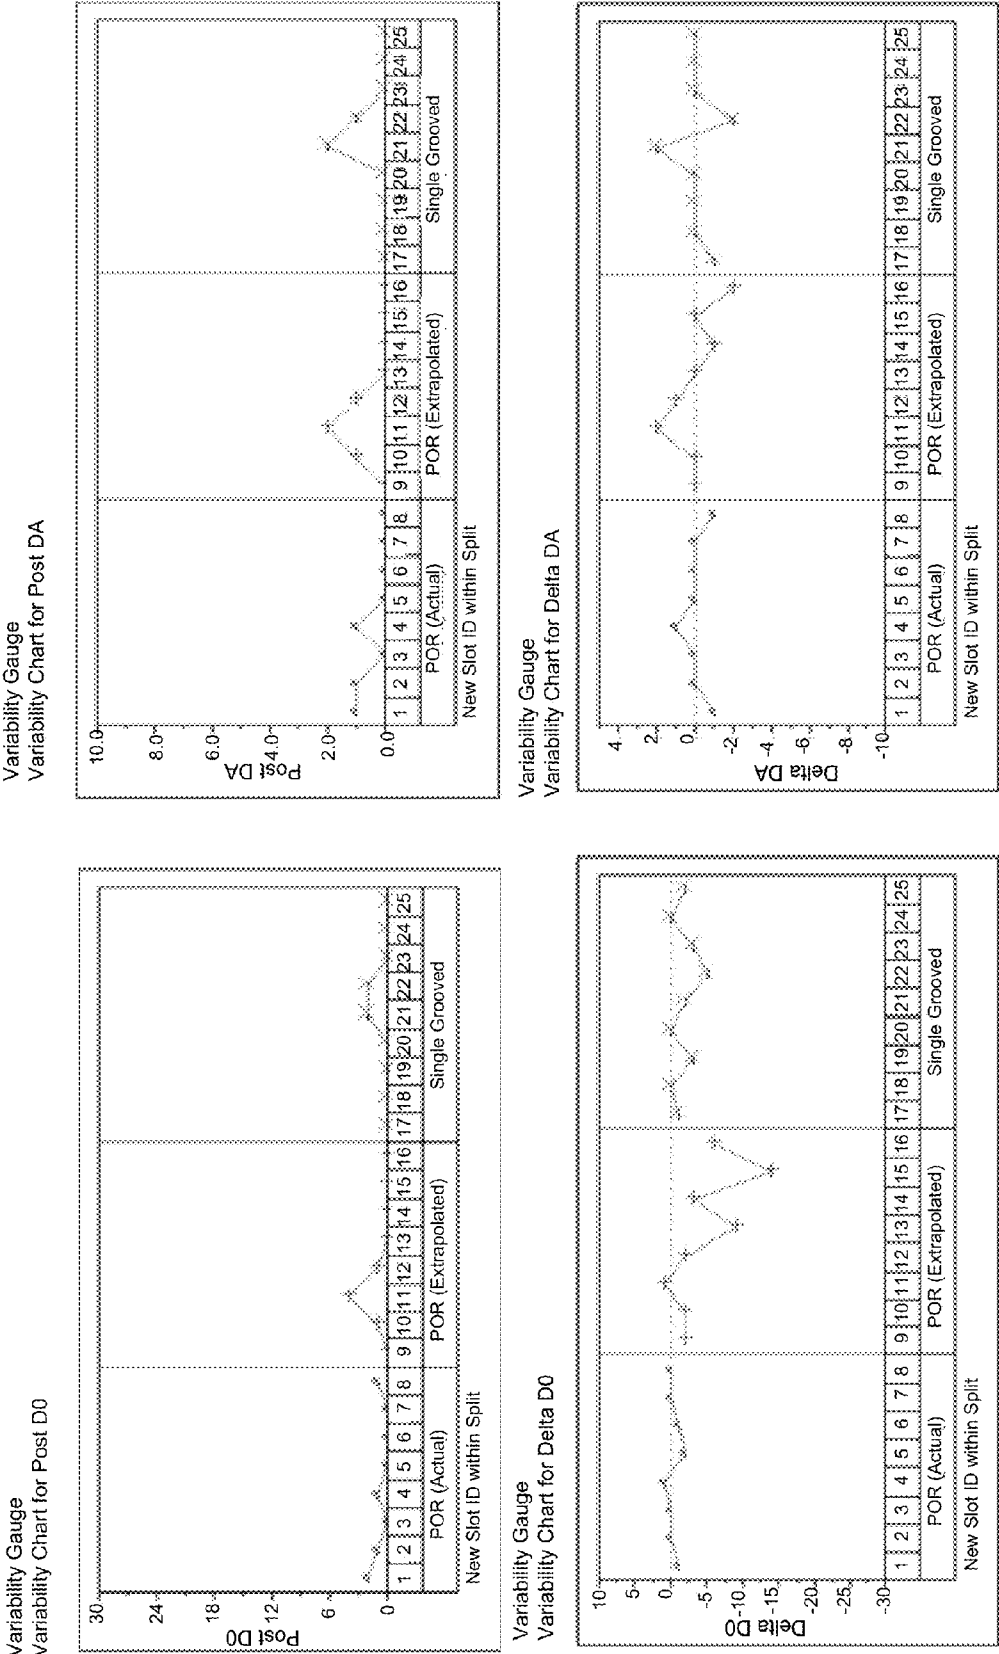 Variability Gauge
Variability Chart for Post D0
Post D0
30
24
18
12
6
0
1 2 3 4 5 6 7 8 9 10 11 12 13 14 15 16 17 18 19 20 21 22 23 24 25
POR (Actual) POR (Extrapolated) Single Grooved
New Slot ID within Split
Variability Gauge
Variability Chart for Post DA
Post DA
10.0
8.0
6.0
4.0
2.0
0.0
1 2 3 4 5 6 7 8 9 10 11 12 13 14 15 16 17 18 19 20 21 22 23 24 25
POR (Actual) POR (Extrapolated) Single Grooved
New Slot ID within Split
Variability Gauge
Variability Chart for Delta D0
Delta D0
10
5
0
-5
-10
-15
-20
-25
-30
1 2 3 4 5 6 7 8 9 10 11 12 13 14 15 16 17 18 19 20 21 22 23 24 25
POR (Actual) POR (Extrapolated) Single Grooved
New Slot ID within Split
Variability Gauge
Variability Chart for Delta DA
Delta DA
4
2
0
-2
-4
-6
-8
-10
1 2 3 4 5 6 7 8 9 10 11 12 13 14 15 16 17 18 19 20 21 22 23 24 25
POR (Actual) POR (Extrapolated) Single Grooved
New Slot ID within Split